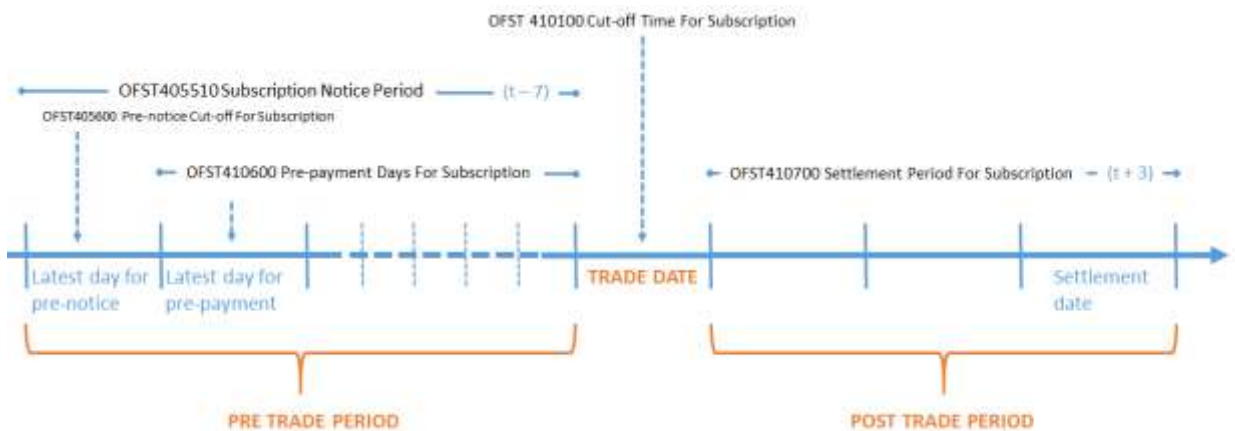 OFST 410100 Cut-off Time For Subscription
OFST405510 Subscription Notice Period (t – 7)
OFST405600 Pre-notice Cut-off For Subscription
OFST410600 Pre-payment Days For Subscription
OFST410700 Settlement Period For Subscription (t + 3)
Latest day for
pre-notice
Latest day for
pre-payment
TRADE DATE
Settlement
date
PRE TRADE PERIOD
POST TRADE PERIOD